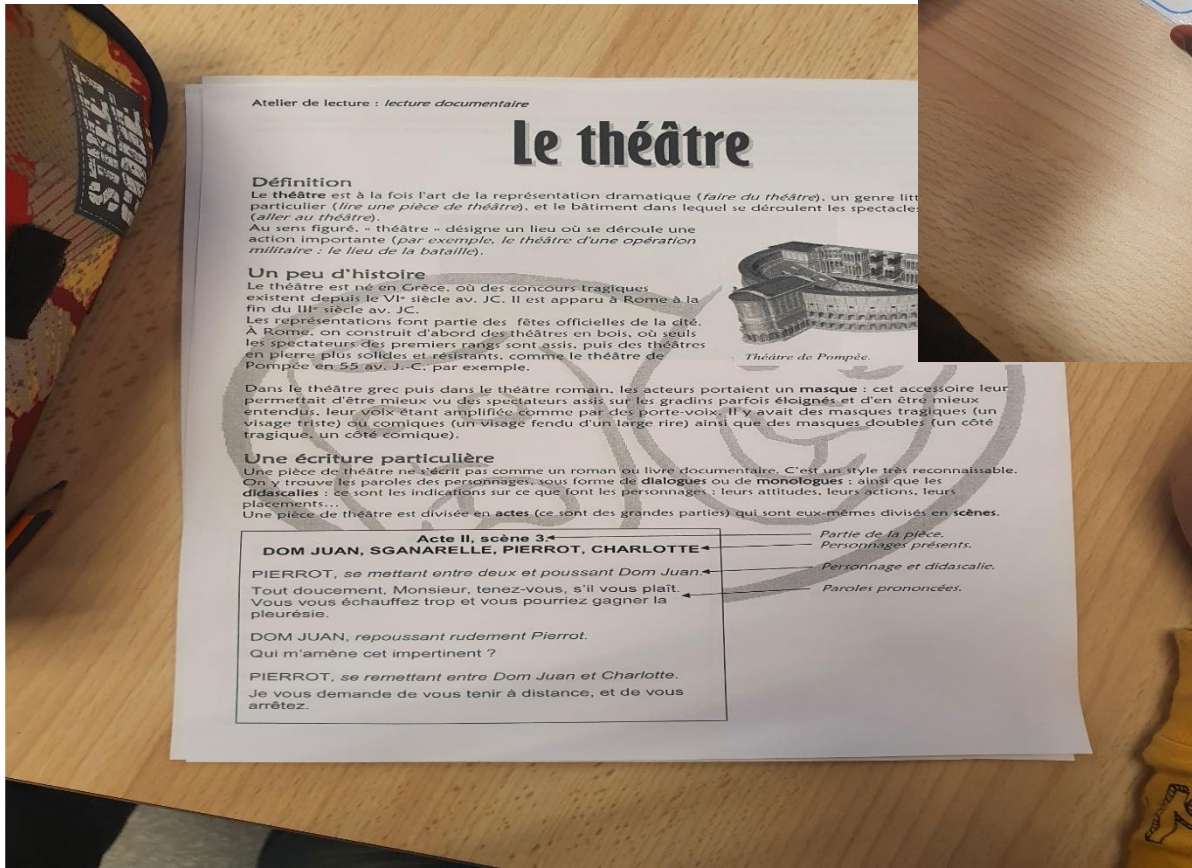 STREET
Atelier de lecture : lecture documentaire
Le théâtre
Définition
Le théâtre est à la fois l'art de la représentation dramatique (faire du théâtre), un genre litt
particulier (lire une pièce de théâtre), et le bâtiment dans lequel se déroulent les spectacles
(aller au théâtre).
Au sens figuré, « théâtre » désigne un lieu où se déroule une
action importante (par exemple, le théâtre d'une opération
militaire : le lieu de la bataille).
Un peu d'histoire
Le théâtre est né en Grèce, où des concours tragiques
existent depuis le VIe siècle av. JC. Il est apparu à Rome à la
fin du IIIe siècle av. JC.
Les représentations font partie des fêtes officielles de la cité.
À Rome, on construit d'abord des théâtres en bois, où seuls
les spectateurs des premiers rangs sont assis, puis des théâtres
en pierre plus solides et résistants, comme le théâtre de
Pompée en 55 av. J.-C. par exemple.
Théâtre de Pompée.
Dans le théâtre grec puis dans le théâtre romain, les acteurs portaient un masque : cet accessoire leur
permettait d'être mieux vu des spectateurs assis sur les gradins parfois éloignés et d'en être mieux
entendus, leur voix étant amplifiée comme par des porte-voix. Il y avait des masques tragiques (un
visage triste) ou comiques (un visage fendu d'un large rire) ainsi que des masques doubles (un côté
tragique, un côté comique).
Une écriture particulière
Une pièce de théâtre ne s'écrit pas comme un roman ou livre documentaire. C'est un style très reconnaissable.
On y trouve les paroles des personnages, sous forme de dialogues ou de monologues ; ainsi que les
didascalies : ce sont les indications sur ce que font les personnages : leurs attitudes, leurs actions, leurs
placements...
Une pièce de théâtre est divisée en actes (ce sont des grandes parties) qui sont eux-mêmes divisés en scènes.
Acte II, scène 3.
Partie de la pièce.
DOM JUAN, SGANARELLE, PIERROT, CHARLOTTE
Personnages présents.
PIERROT, se mettant entre deux et poussant Dom Juan.
Personnage et didascalie.
Tout doucement, Monsieur, tenez-vous, s'il vous plaît.
Paroles prononcées.
Vous vous échauffez trop et vous pourriez gagner la
pleurésie.
DOM JUAN, repoussant rudement Pierrot.
Qui m'amène cet impertinent ?
PIERROT, se remettant entre Dom Juan et Charlotte.
Je vous demande de vous tenir à distance, et de vous
arrêtez.